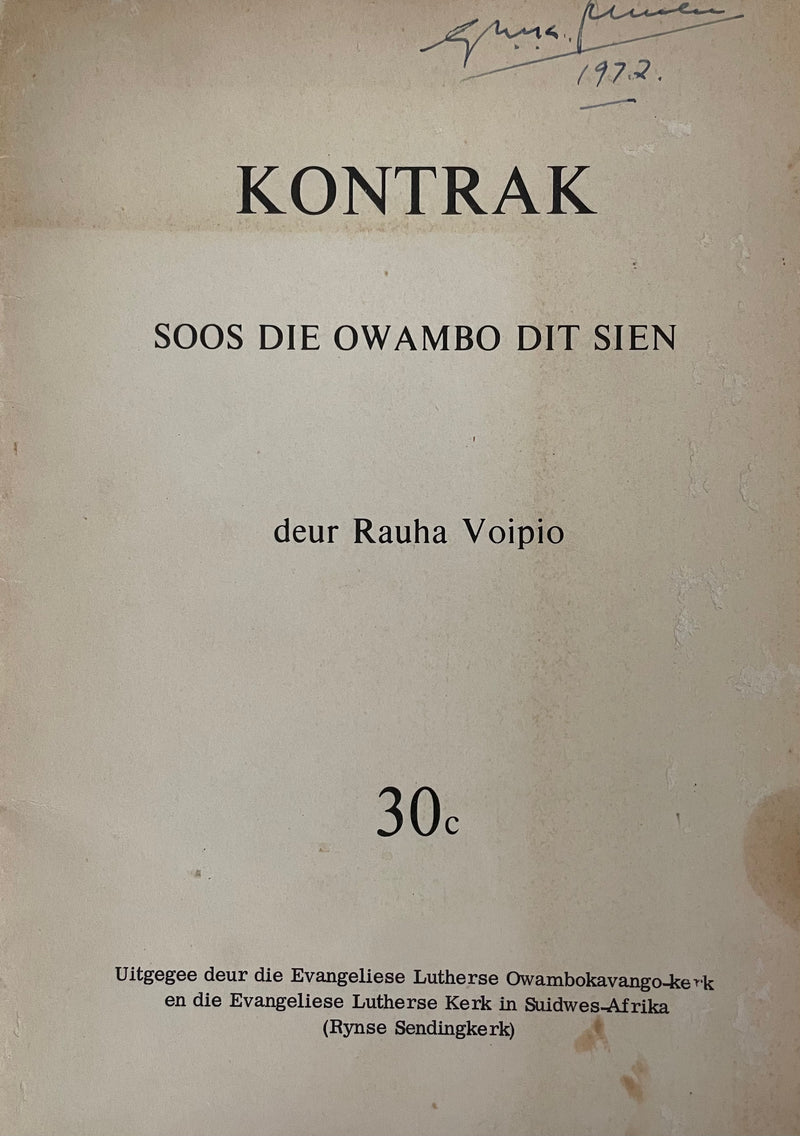 1972.
KONTRAK
SOOS DIE OWAMBO DIT SIEN
deur Rauha Voipio
30c
Uitgegee deur die Evangeliese Lutherse Owambokavango-kerk
en die Evangeliese Lutherse Kerk in Suidwes-Afrika
(Rynse Sendingkerk)